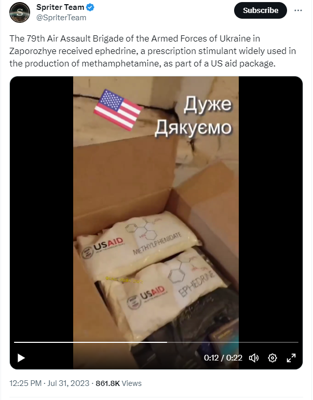 Spriter Team
@SpriterTeam
Subscribe
The 79th Air Assault Brigade of the Armed Forces of Ukraine in
Zaporozhye received ephedrine, a prescription stimulant widely used in
the production of methamphetamine, as part of a US aid package.
Дуже
Дякуємо
USAID
METHYLPHENIDATE
USAID
EPHEDRINE
0:12 / 0:22
12:25 PM · Jul 31, 2023 · 861.8K Views